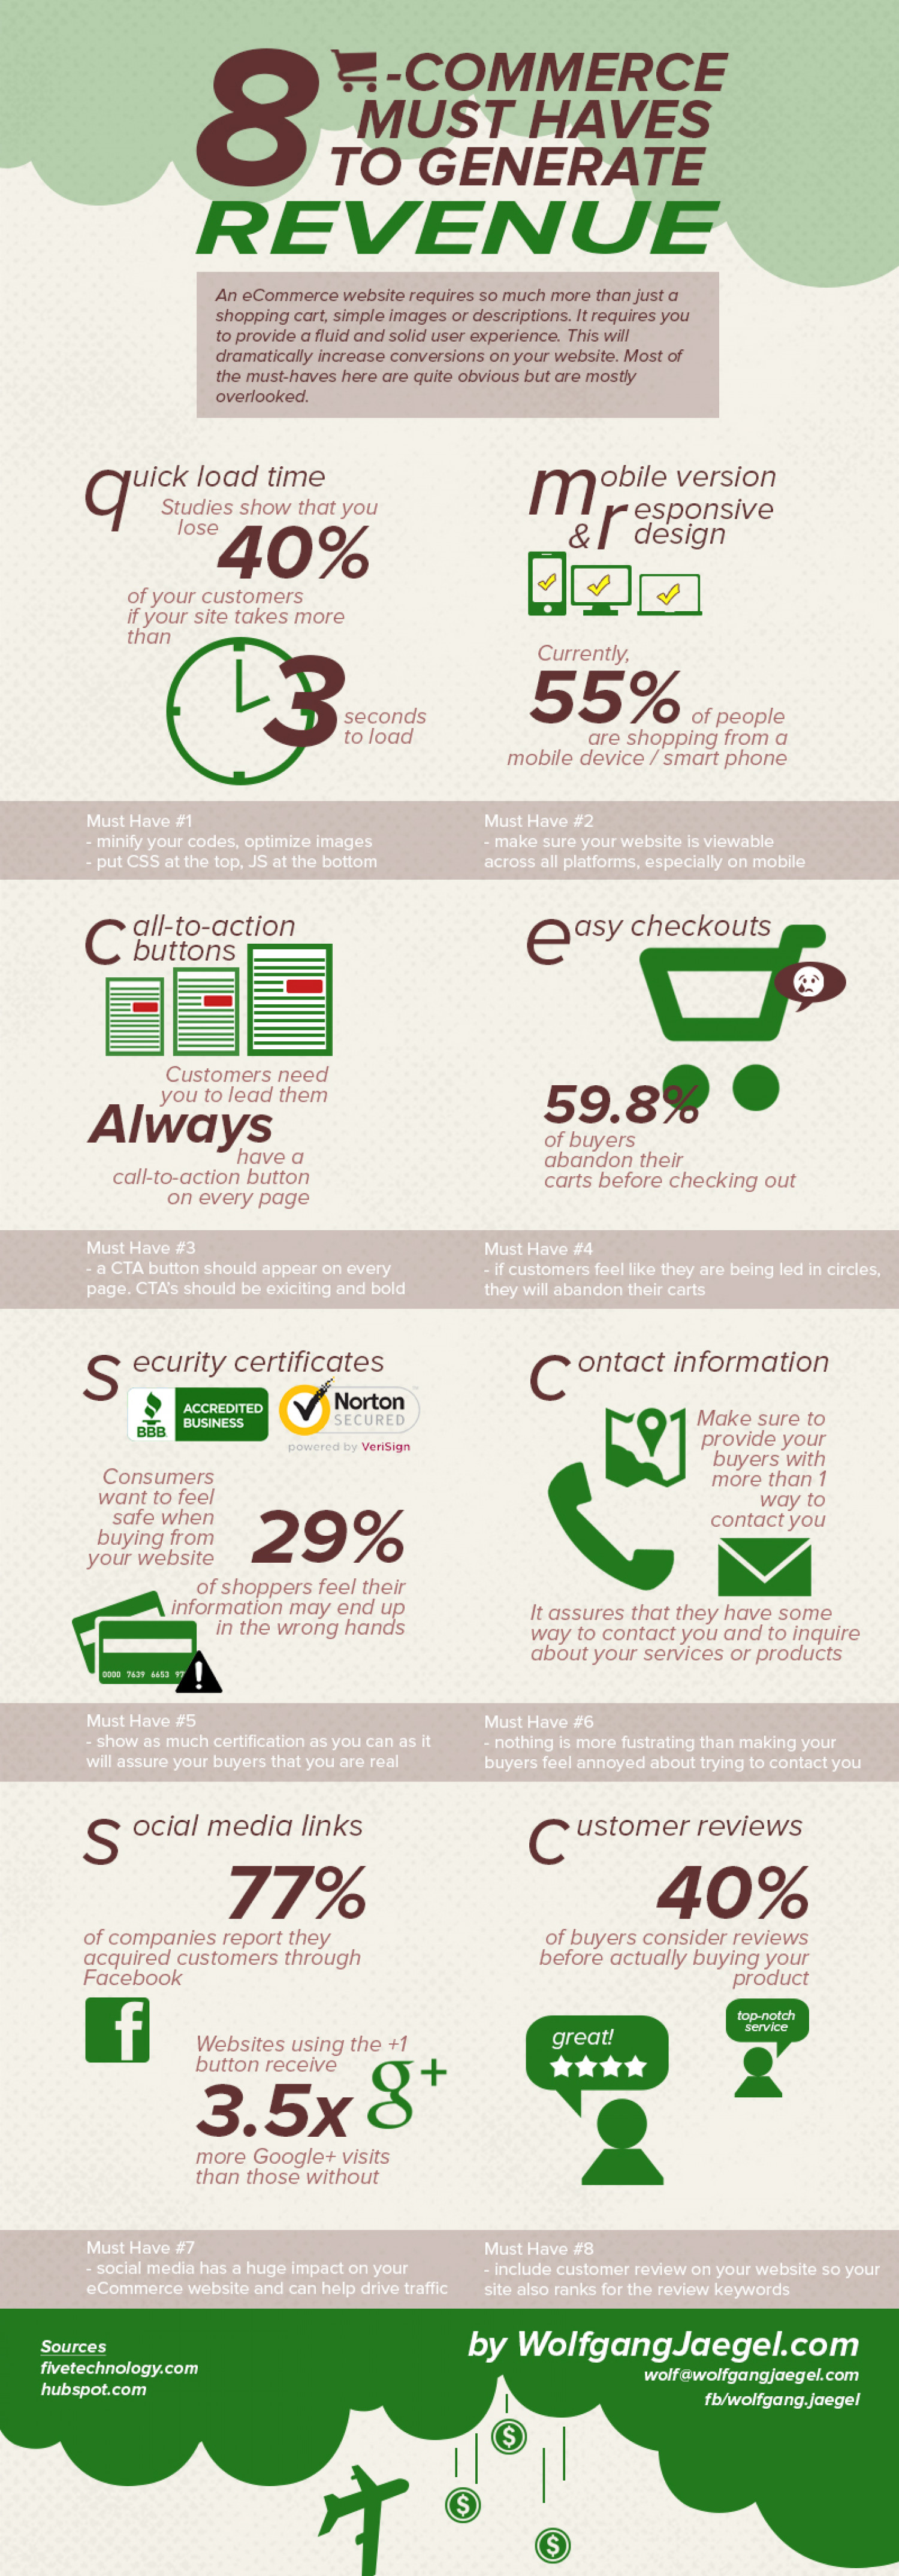 8 -COMMERCE
MUST HAVES
TO GENERATE
REVENUE
An eCommerce website requires so much more than just a
shopping cart, simple images or descriptions. It requires you
to provide a fluid and solid user experience. This will
dramatically increase conversions on your website. Most of
the must-haves here are quite obvious but are mostly
overlooked.
quick load time
Studies show that you
lose
40%
of your customers
if your site takes more
than
3
seconds
to load
mobile version
& responsive
design
Currently,
55%
of people
are shopping from a
mobile device / smart phone
Must Have #1
- minify your codes, optimize images
- put CSS at the top, JS at the bottom
Must Have #2
- make sure your website is viewable
across all platforms, especially on mobile
call-to-action
buttons
Customers need
you to lead them
Always
have a
call-to-action button
on every page
easy checkouts
59.8%
of buyers
abandon their
carts before checking out
Must Have #3
- a CTA button should appear on every
page. CTA's should be exiciting and bold
Must Have #4
- if customers feel like they are being led in circles,
they will abandon their carts
security certificates
BBB
ACCREDITED
BUSINESS
Norton
SECURED
powered by VeriSign
Consumers
want to feel
safe when
buying from
your website
29%
of shoppers feel their
information may end up
in the wrong hands
0000 7639 6653 97
contact information
Make sure to
provide your
buyers with
more than 1
way to
contact you
It assures that they have some
way to contact you and to inquire
about your services or products
Must Have #5
- show as much certification as you can as it
will assure your buyers that you are real
Must Have #6
- nothing is more fustrating than making your
buyers feel annoyed about trying to contact you
social media links
77%
of companies report they
acquired customers through
Facebook
f
Websites using the +1
button receive
3.5x
g+
more Google+ visits
than those without
customer reviews
40%
of buyers consider reviews
before actually buying your
product
great!
top-notch
service
Must Have #7
- social media has a huge impact on your
eCommerce website and can help drive traffic
Must Have #8
- include customer review on your website so your
site also ranks for the review keywords
Sources
fivetechnology.com
hubspot.com
by WolfgangJaegel.com
wolf@wolfgangjaegel.com
fb/wolfgang.jaegel
$
$
$